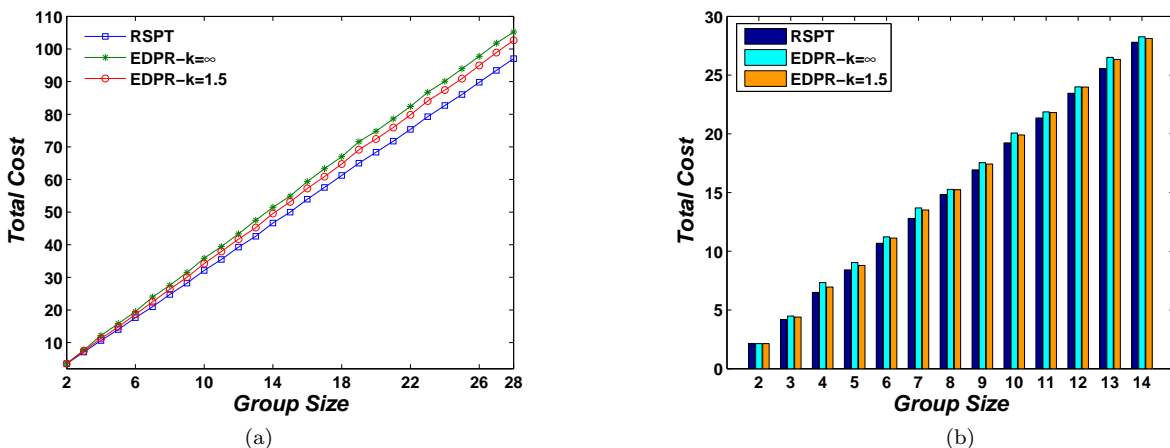 110
100
90
80
70
60
50
40
30
20
10
Total Cost
RSPT
EDPR-k=∞
EDPR-k=1.5
2 6 10 14 18 22 26 28
Group Size
(a)
30
25
20
15
10
5
0
Total Cost
RSPT
EDPR-k=∞
EDPR-k=1.5
2 3 4 5 6 7 8 9 10 11 12 13 14
Group Size
(b)